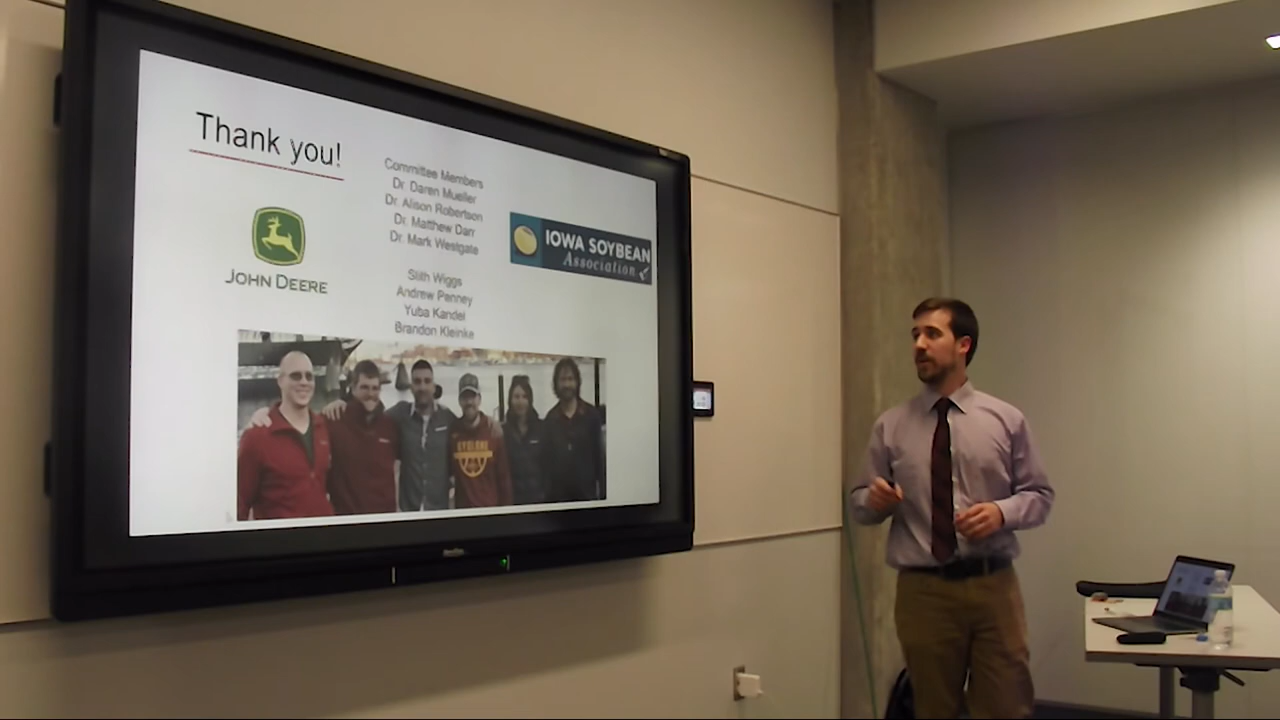 Thank you!
Committee Members
Dr. Daren Mueller
Dr. Alison Robertson
Dr. Matthew Darr
Dr. Mark Westgate
Stith Wiggs
Andrew Penney
Yuba Kandel
Brandon Kleinke
JOHN DEERE
IOWA SOYBEAN
Association
CYCLONE